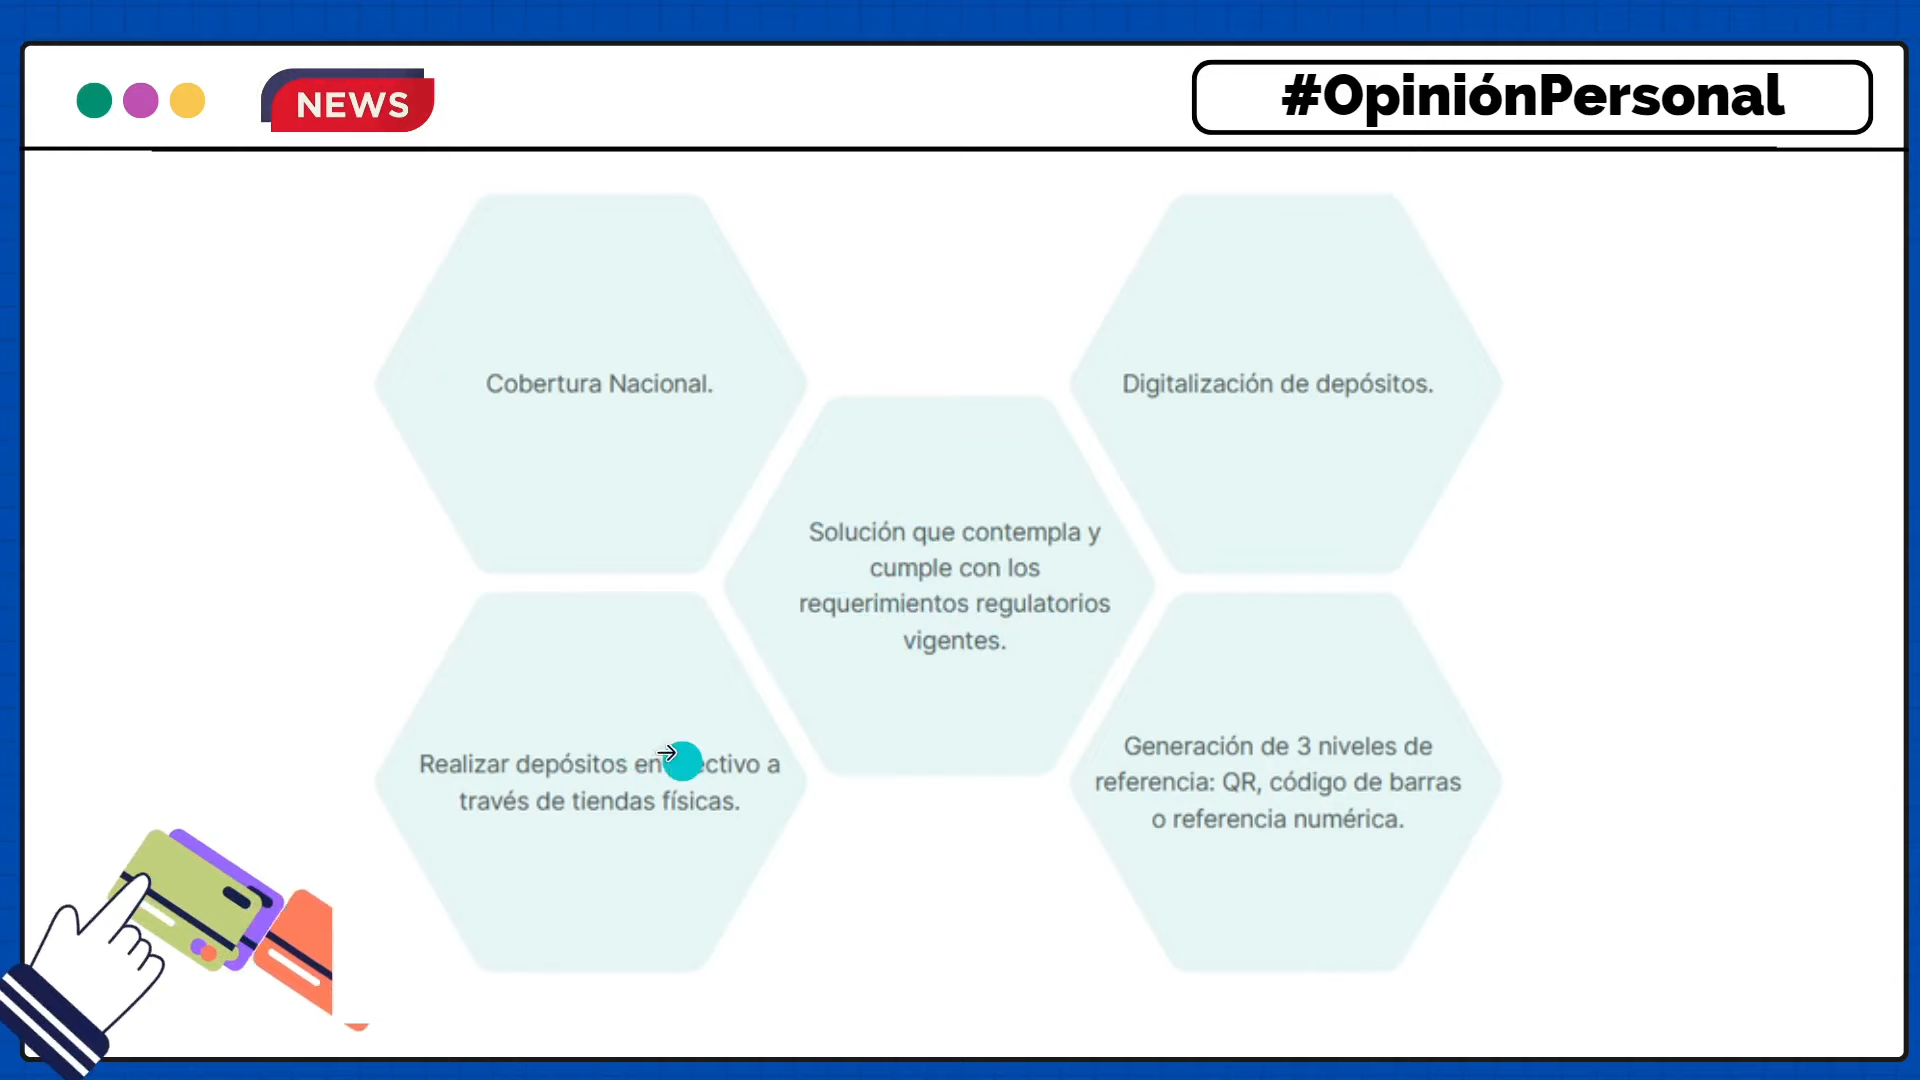 NEWS
#OpiniónPersonal
Cobertura Nacional.
Digitalización de depósitos.
Solución que contempla y
cumple con los
requerimientos regulatorios
vigentes.
Realizar depósitos en ectivo a
través de tiendas físicas.
Generación de 3 niveles de
referencia: QR, código de barras
o referencia numérica.